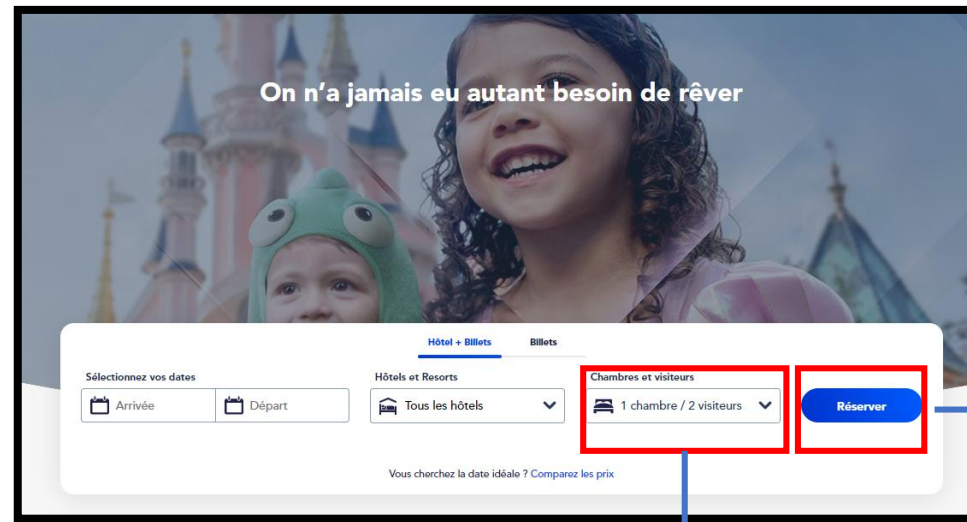 On n'a jamais eu autant besoin de rêver
Hôtel + Billets Billets
Sélectionnez vos dates Hôtels et Resorts Chambres et visiteurs
Arrivée Départ Tous les hôtels 1 chambre / 2 visiteurs Réserver
Vous cherchez la date idéale ? Comparez les prix